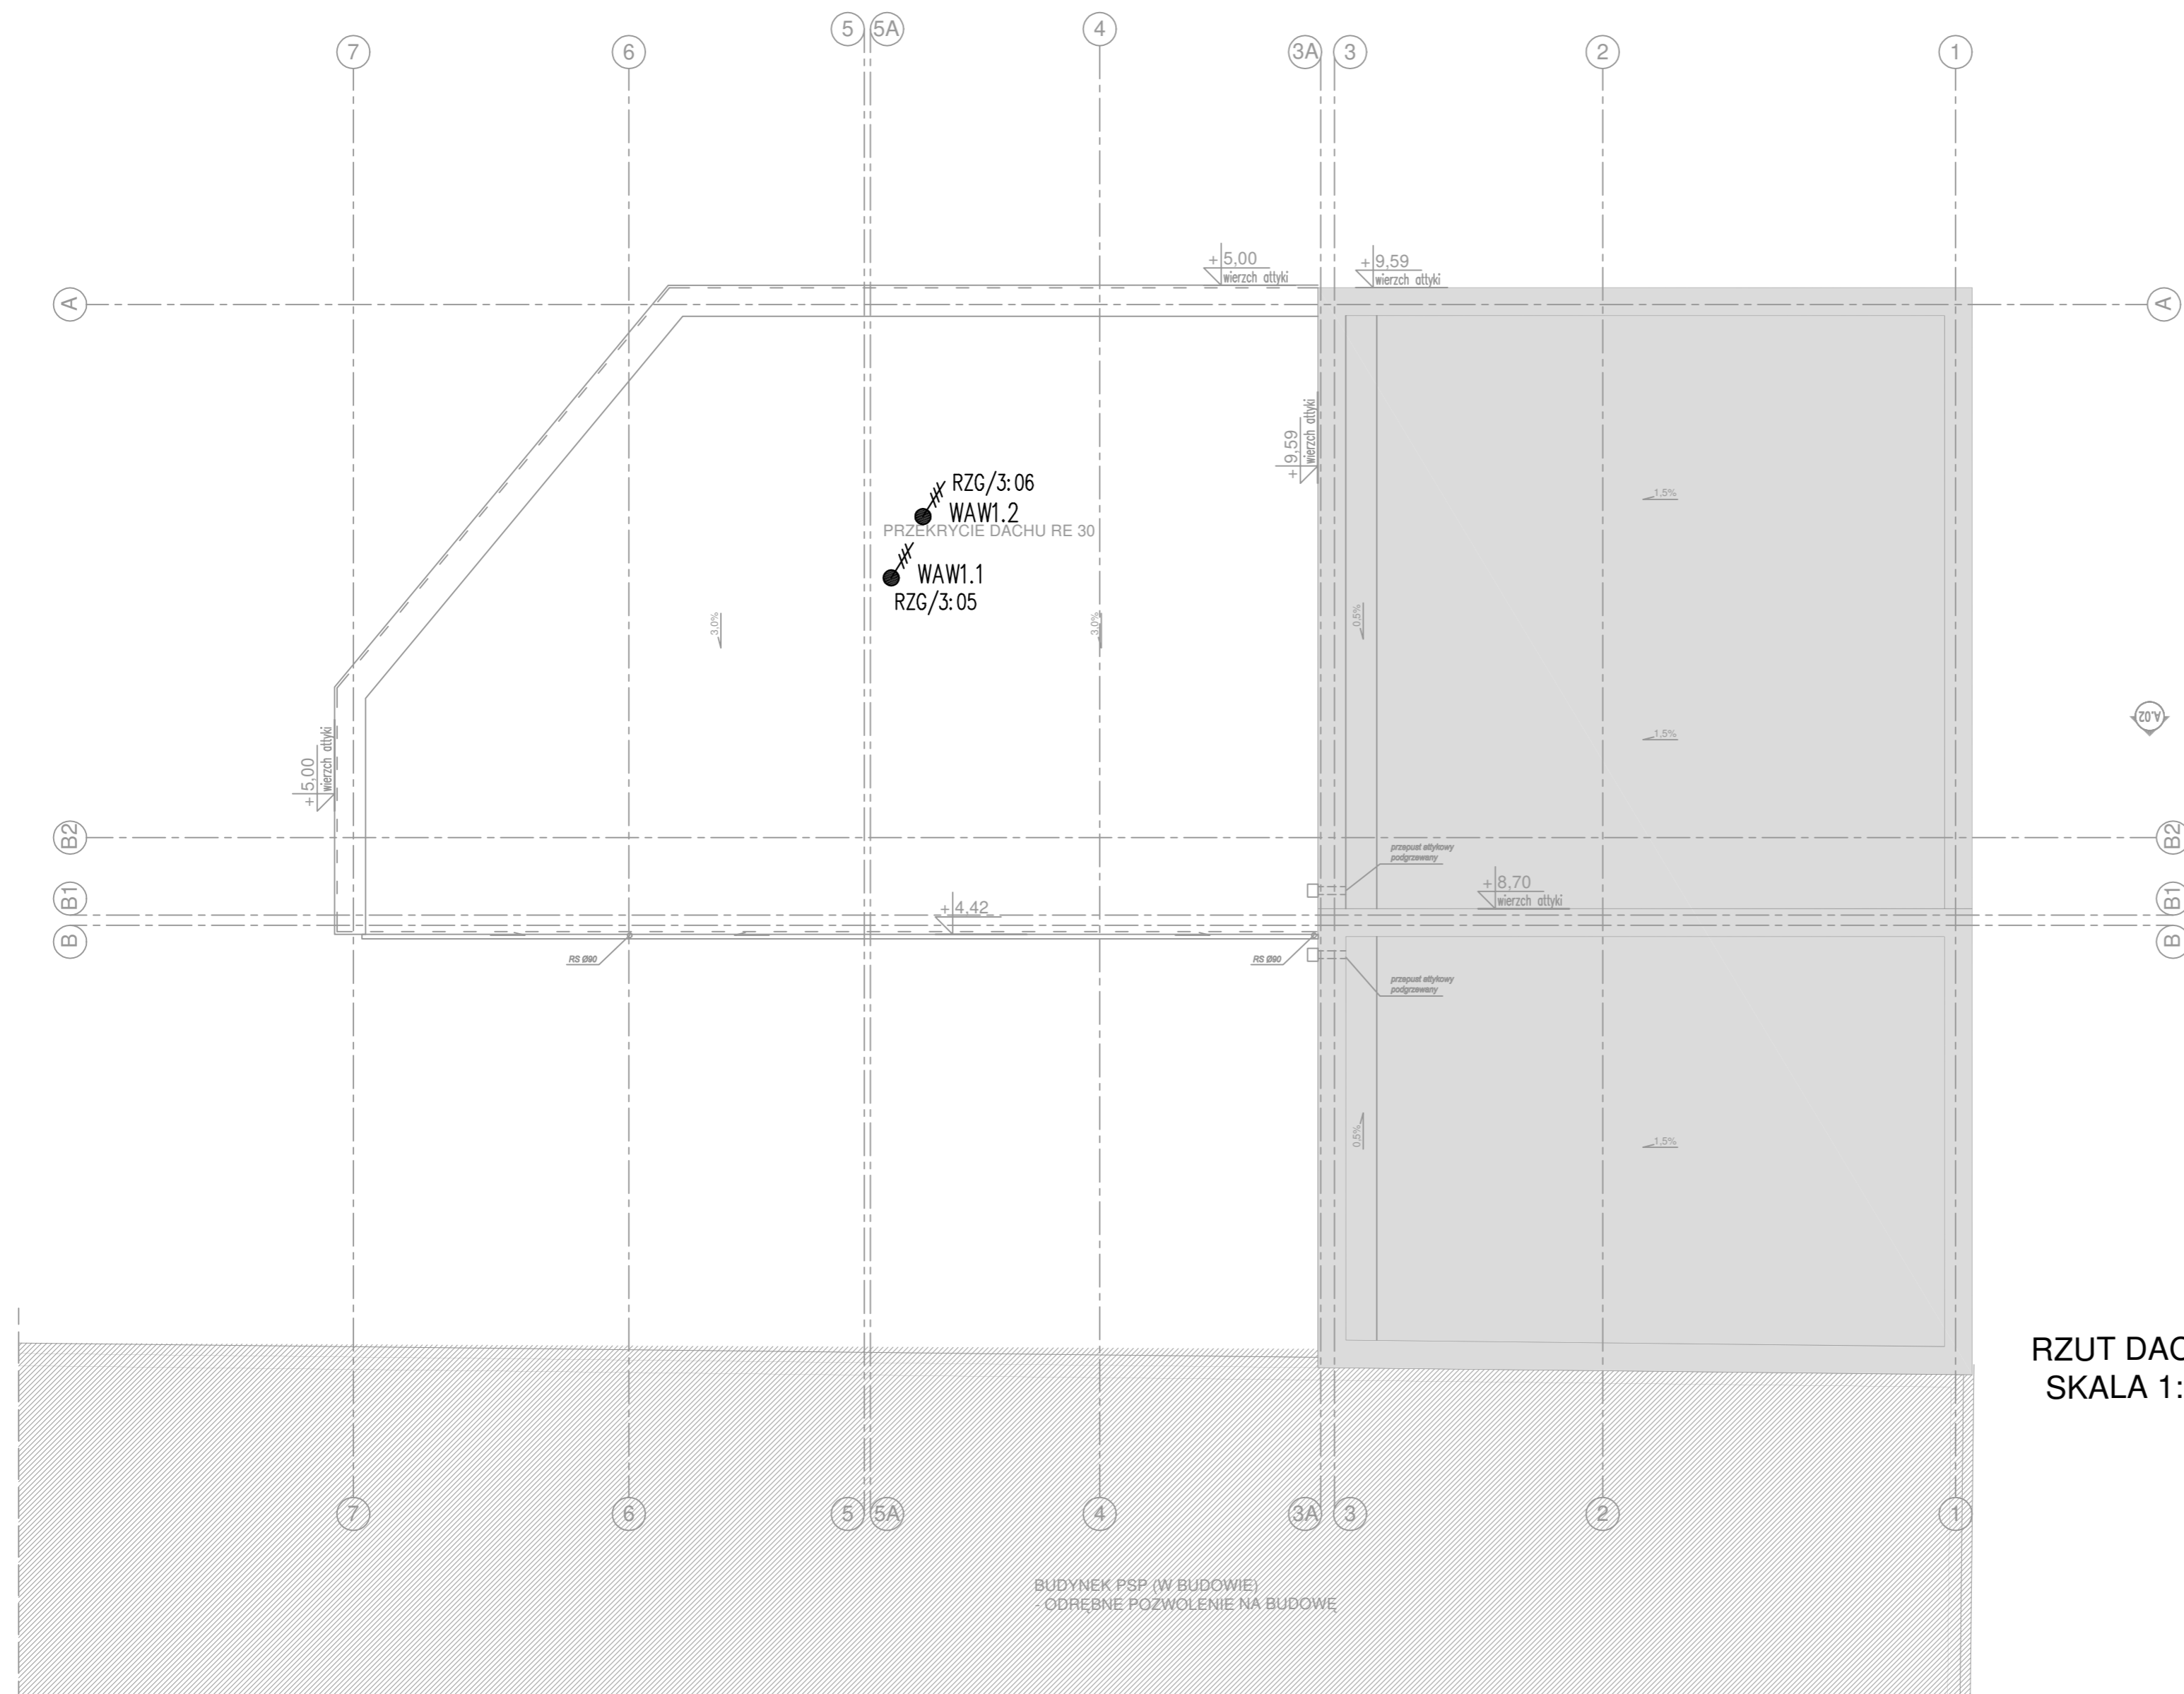 5
5A
4
7
6
3A
3
2
1
+5,00
wierzch attyki
+9,59
wierzch attyki
A
A
+9,59
wierzch attyki
RZG/3:06
WAW1.2
PRZEKRYCIE DACHU RE 30
WAW1.1
RZG/3:05
1,5%
3,0%
3,0%
0,5%
A.02
1,5%
+5,00
wierzch attyki
B2
B2
przepust attykowy
podgrzewany
+8,70
wierzch attyki
B1
B1
+4,42
B
B
RS Ø90
RS Ø90
przepust attykowy
podgrzewany
0,5%
1,5%
RZUT DAC
SKALA 1:
7
6
5
5A
4
3A
3
2
1
BUDYNEK PSP (W BUDOWIE)
- ODRĘBNE POZWOLENIE NA BUDOWĘ